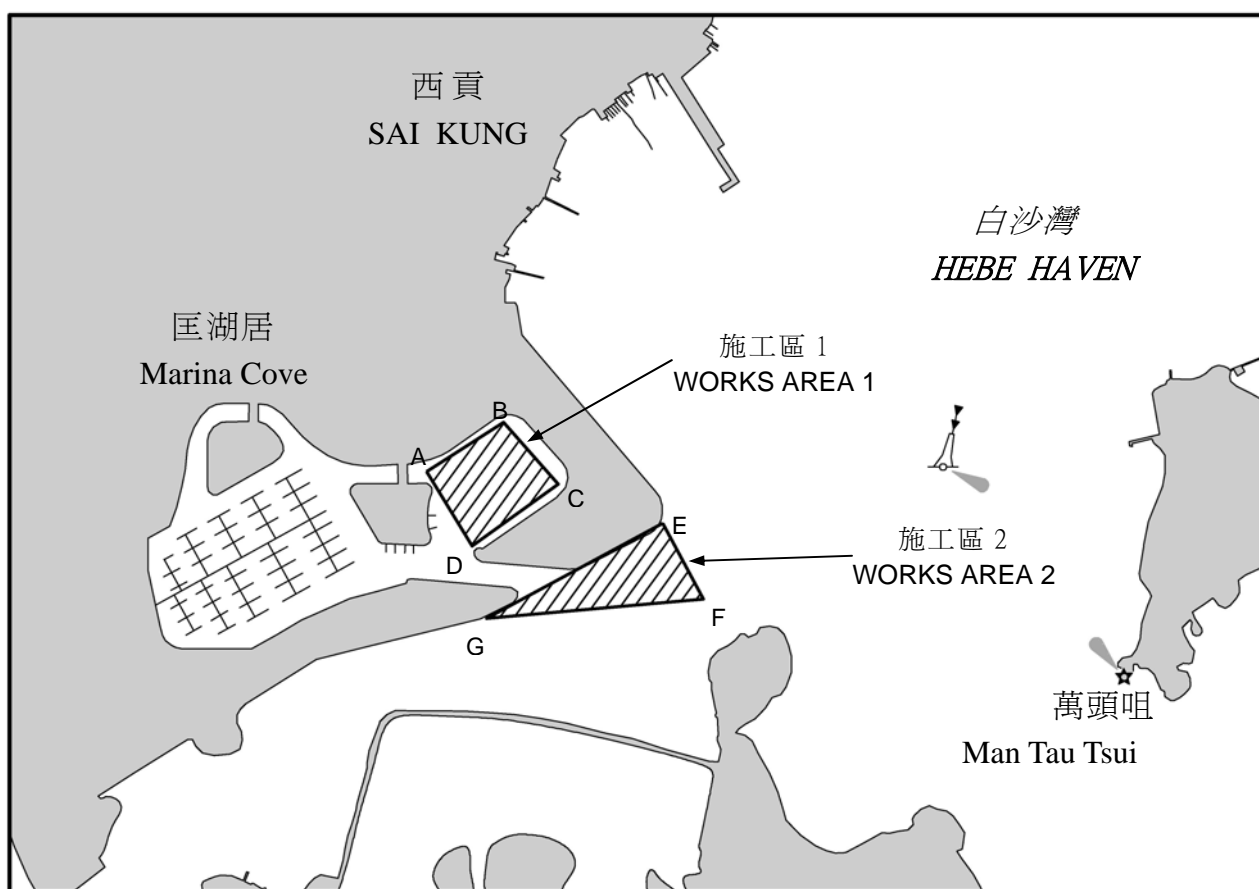 西貢
SAI KUNG
白沙灣
HEBE HAVEN
匡湖居
Marina Cove
施工區 1
WORKS AREA 1
A
B
C
D
E
施工區 2
WORKS AREA 2
F
G
萬頭咀
Man Tau Tsui